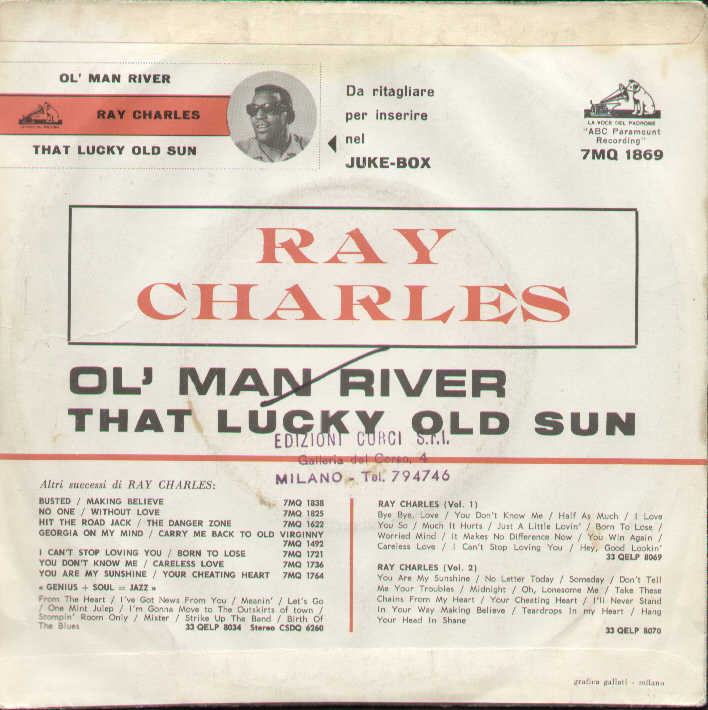 OL' MAN RIVER
RAY CHARLES
THAT LUCKY OLD SUN
Da ritagliare
per inserire
nel
JUKE-BOX
LA VOCE DEL PADRONE
"ABC Paramount
Recording"
7MQ 1869
RAY
CHARLES
OL' MAN RIVER
THAT LUCKY OLD SUN
EDIZIONI CURCI S.r.l.
Galleria del Corso, 4
MILANO - Tel. 794746
Altri successi di RAY CHARLES:
BUSTED / MAKING BELIEVE 7MQ 1838
NO ONE / WITHOUT LOVE 7MQ 1825
HIT THE ROAD JACK / THE DANGER ZONE 7MQ 1622
GEORGIA ON MY MIND / CARRY ME BACK TO OLD VIRGINNY
7MQ 1492
I CAN'T STOP LOVING YOU / BORN TO LOSE 7MQ 1721
YOU DON'T KNOW ME / CARELESS LOVE 7MQ 1736
YOU ARE MY SUNSHINE / YOUR CHEATING HEART 7MQ 1764
« GENIUS + SOUL = JAZZ »
From The Heart / I've Got News From You / Meanin' / Let's Go
/ One Mint Julep / I'm Gonna Move to the Outskirts of town /
Stompin' Room Only / Mister / Strike Up The Band / Birth Of
The Blues 33 QELP 8034 Stereo CSDQ 6260
RAY CHARLES (Vol. 1)
Bye Bye, Love / You Don't Know Me / Half As Much / I Love
You So / Much It Hurts / Just A Little Lovin' / Born To Lose /
Worried Mind / It Makes No Difference Now / You Win Again /
Careless Love / I Can't Stop Loving You / Hey, Good Lookin'
33 QELP 8069
RAY CHARLES (Vol. 2)
You Are My Sunshine / No Letter Today / Someday / Don't Tell
Me Your Troubles / Midnight / Oh, Lonesome Me / Take These
Chains From My Heart / Your Cheating Heart / I'll Never Stand
In Your Way Making Believe / Teardrops In my Heart / Hang
Your Head In Shane
33 QELP 8070
grafica gallati - milano